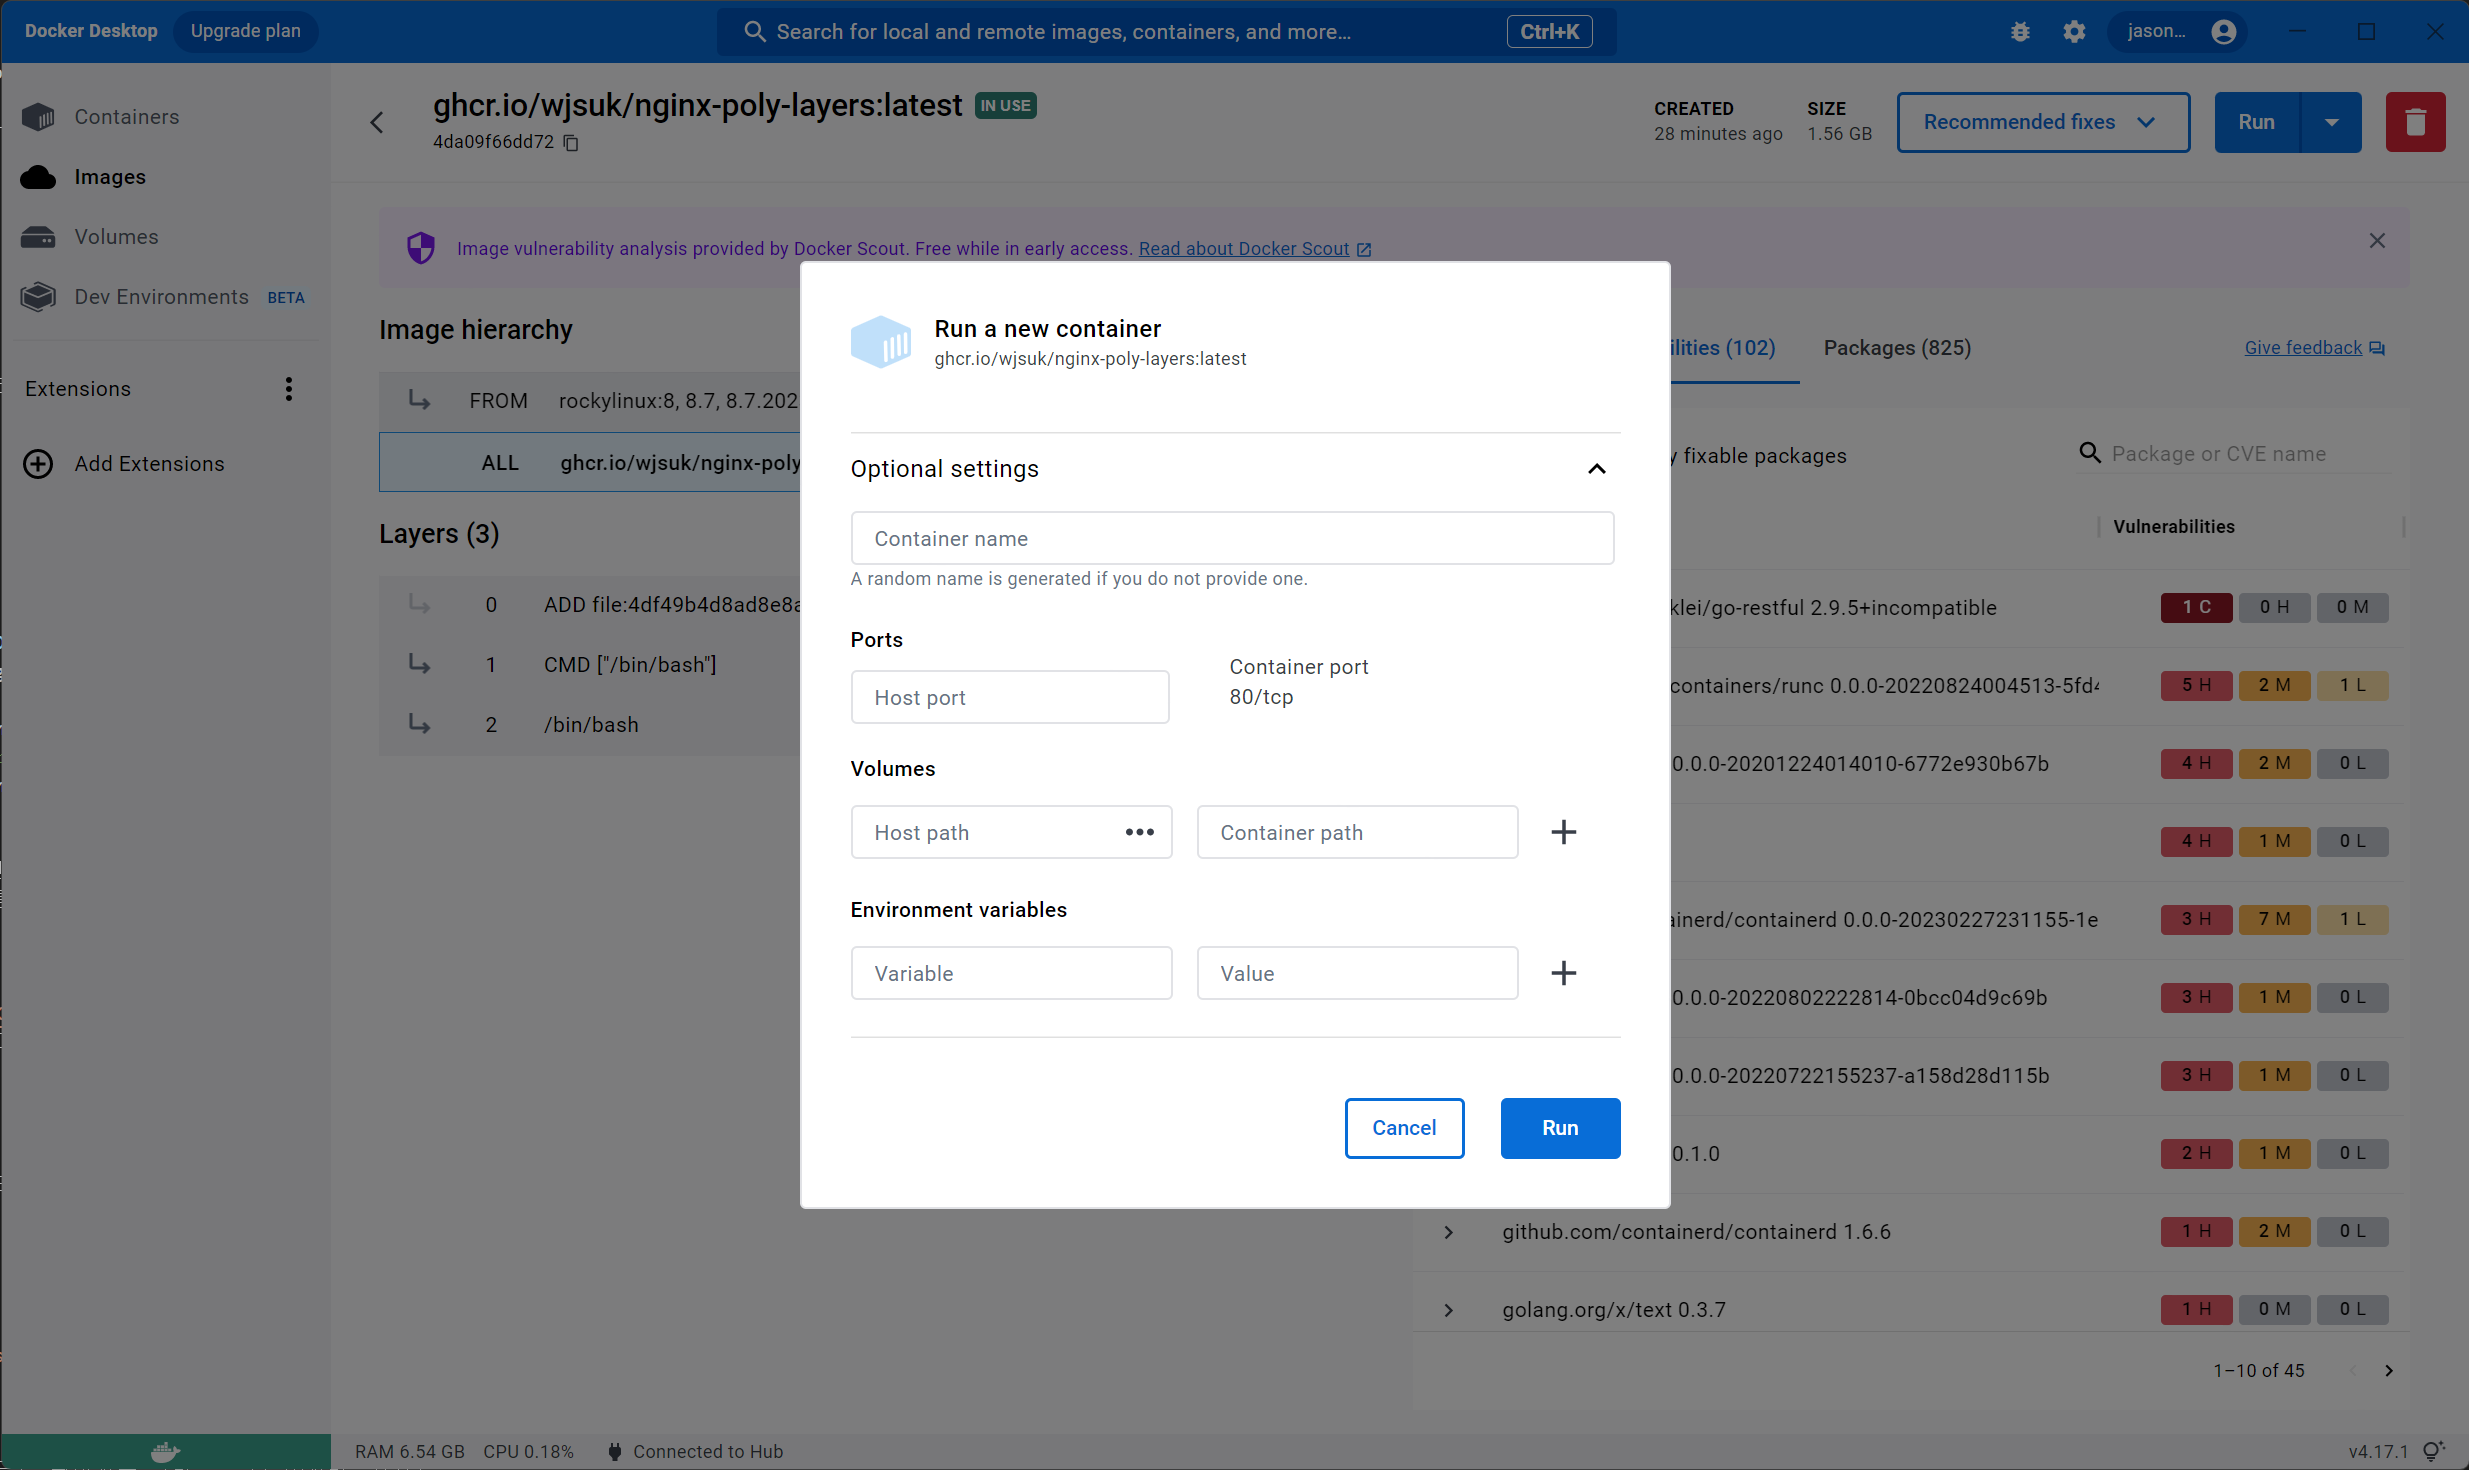 Docker Desktop
Upgrade plan
Search for local and remote images, containers, and more...
Ctrl+K
jason...
Containers
Images
Volumes
Dev Environments BETA
Extensions
Add Extensions
ghcr.io/wjsuk/nginx-poly-layers:latest IN USE
4da09f66dd72
CREATED
28 minutes ago
SIZE
1.56 GB
Recommended fixes
Run
Image vulnerability analysis provided by Docker Scout. Free while in early access. Read about Docker Scout
Image hierarchy
FROM rockylinux:8, 8.7, 8.7.202
ALL ghcr.io/wjsuk/nginx-poly
Layers (3)
0 ADD file:4df49b4d8ad8e8a
1 CMD ["/bin/bash"]
2 /bin/bash
Run a new container
ghcr.io/wjsuk/nginx-poly-layers:latest
Optional settings
Container name
A random name is generated if you do not provide one.
Ports
Host port
Container port
80/tcp
Volumes
Host path
Container path
Environment variables
Variable
Value
Cancel
Run
ilities (102)
Packages (825)
Give feedback
y fixable packages
Package or CVE name
Vulnerabilities
klei/go-restful 2.9.5+incompatible 1 C 0 H 0 M
containers/runc 0.0.0-20220824004513-5fd4 5 H 2 M 1 L
0.0.0-20201224014010-6772e930b67b 4 H 2 M 0 L
4 H 1 M 0 L
ainerd/containerd 0.0.0-20230227231155-1e 3 H 7 M 1 L
0.0.0-20220802222814-0bcc04d9c69b 3 H 1 M 0 L
0.0.0-20220722155237-a158d28d115b 3 H 1 M 0 L
0.1.0 2 H 1 M 0 L
github.com/containerd/containerd 1.6.6 1 H 2 M 0 L
golang.org/x/text 0.3.7 1 H 0 M 0 L
1–10 of 45
RAM 6.54 GB CPU 0.18% Connected to Hub
v4.17.1